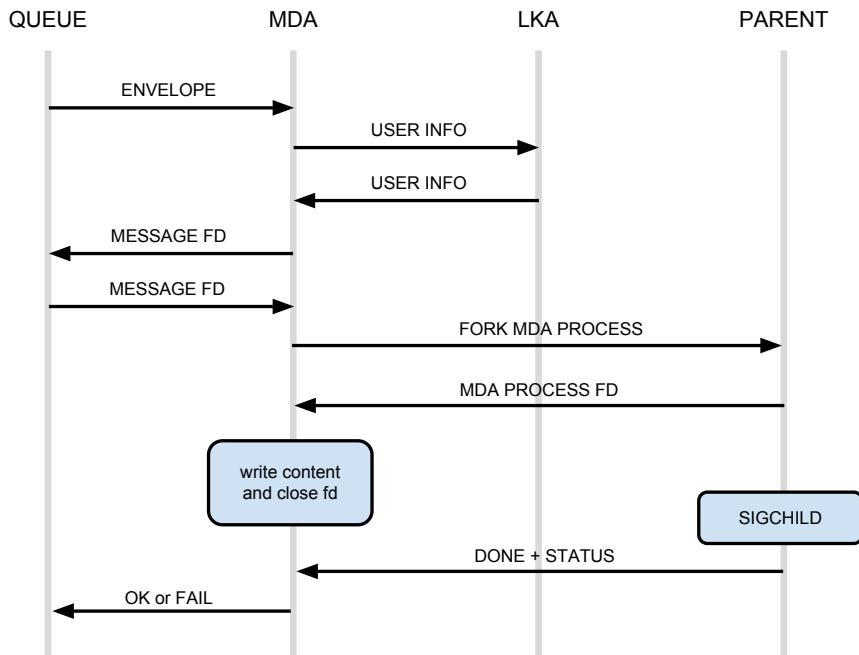 QUEUE MDA LKA PARENT
ENVELOPE
USER INFO
USER INFO
MESSAGE FD
MESSAGE FD
FORK MDA PROCESS
MDA PROCESS FD
write content
and close fd
SIGCHILD
DONE + STATUS
OK or FAIL